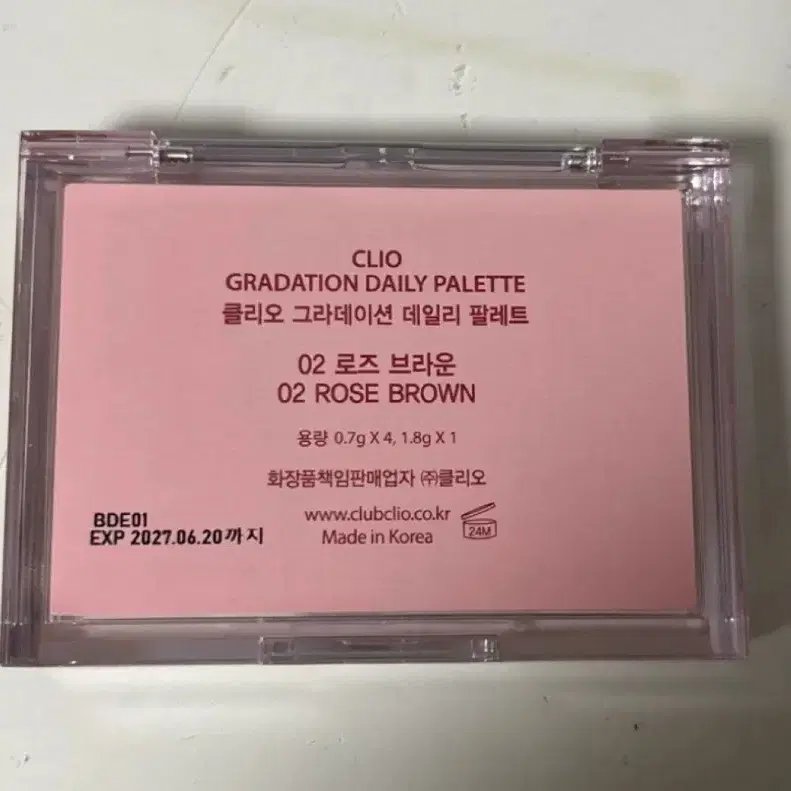 CLIO
GRADATION DAILY PALETTE
클리오 그라데이션 데일리 팔레트
02 로즈 브라운
02 ROSE BROWN
용량 0.7g X 4, 1.8g X 1
화장품책임판매업자 ㈜클리오
www.clubclio.co.kr
Made in Korea
24M
BDE01
EXP 2027.06.20까지